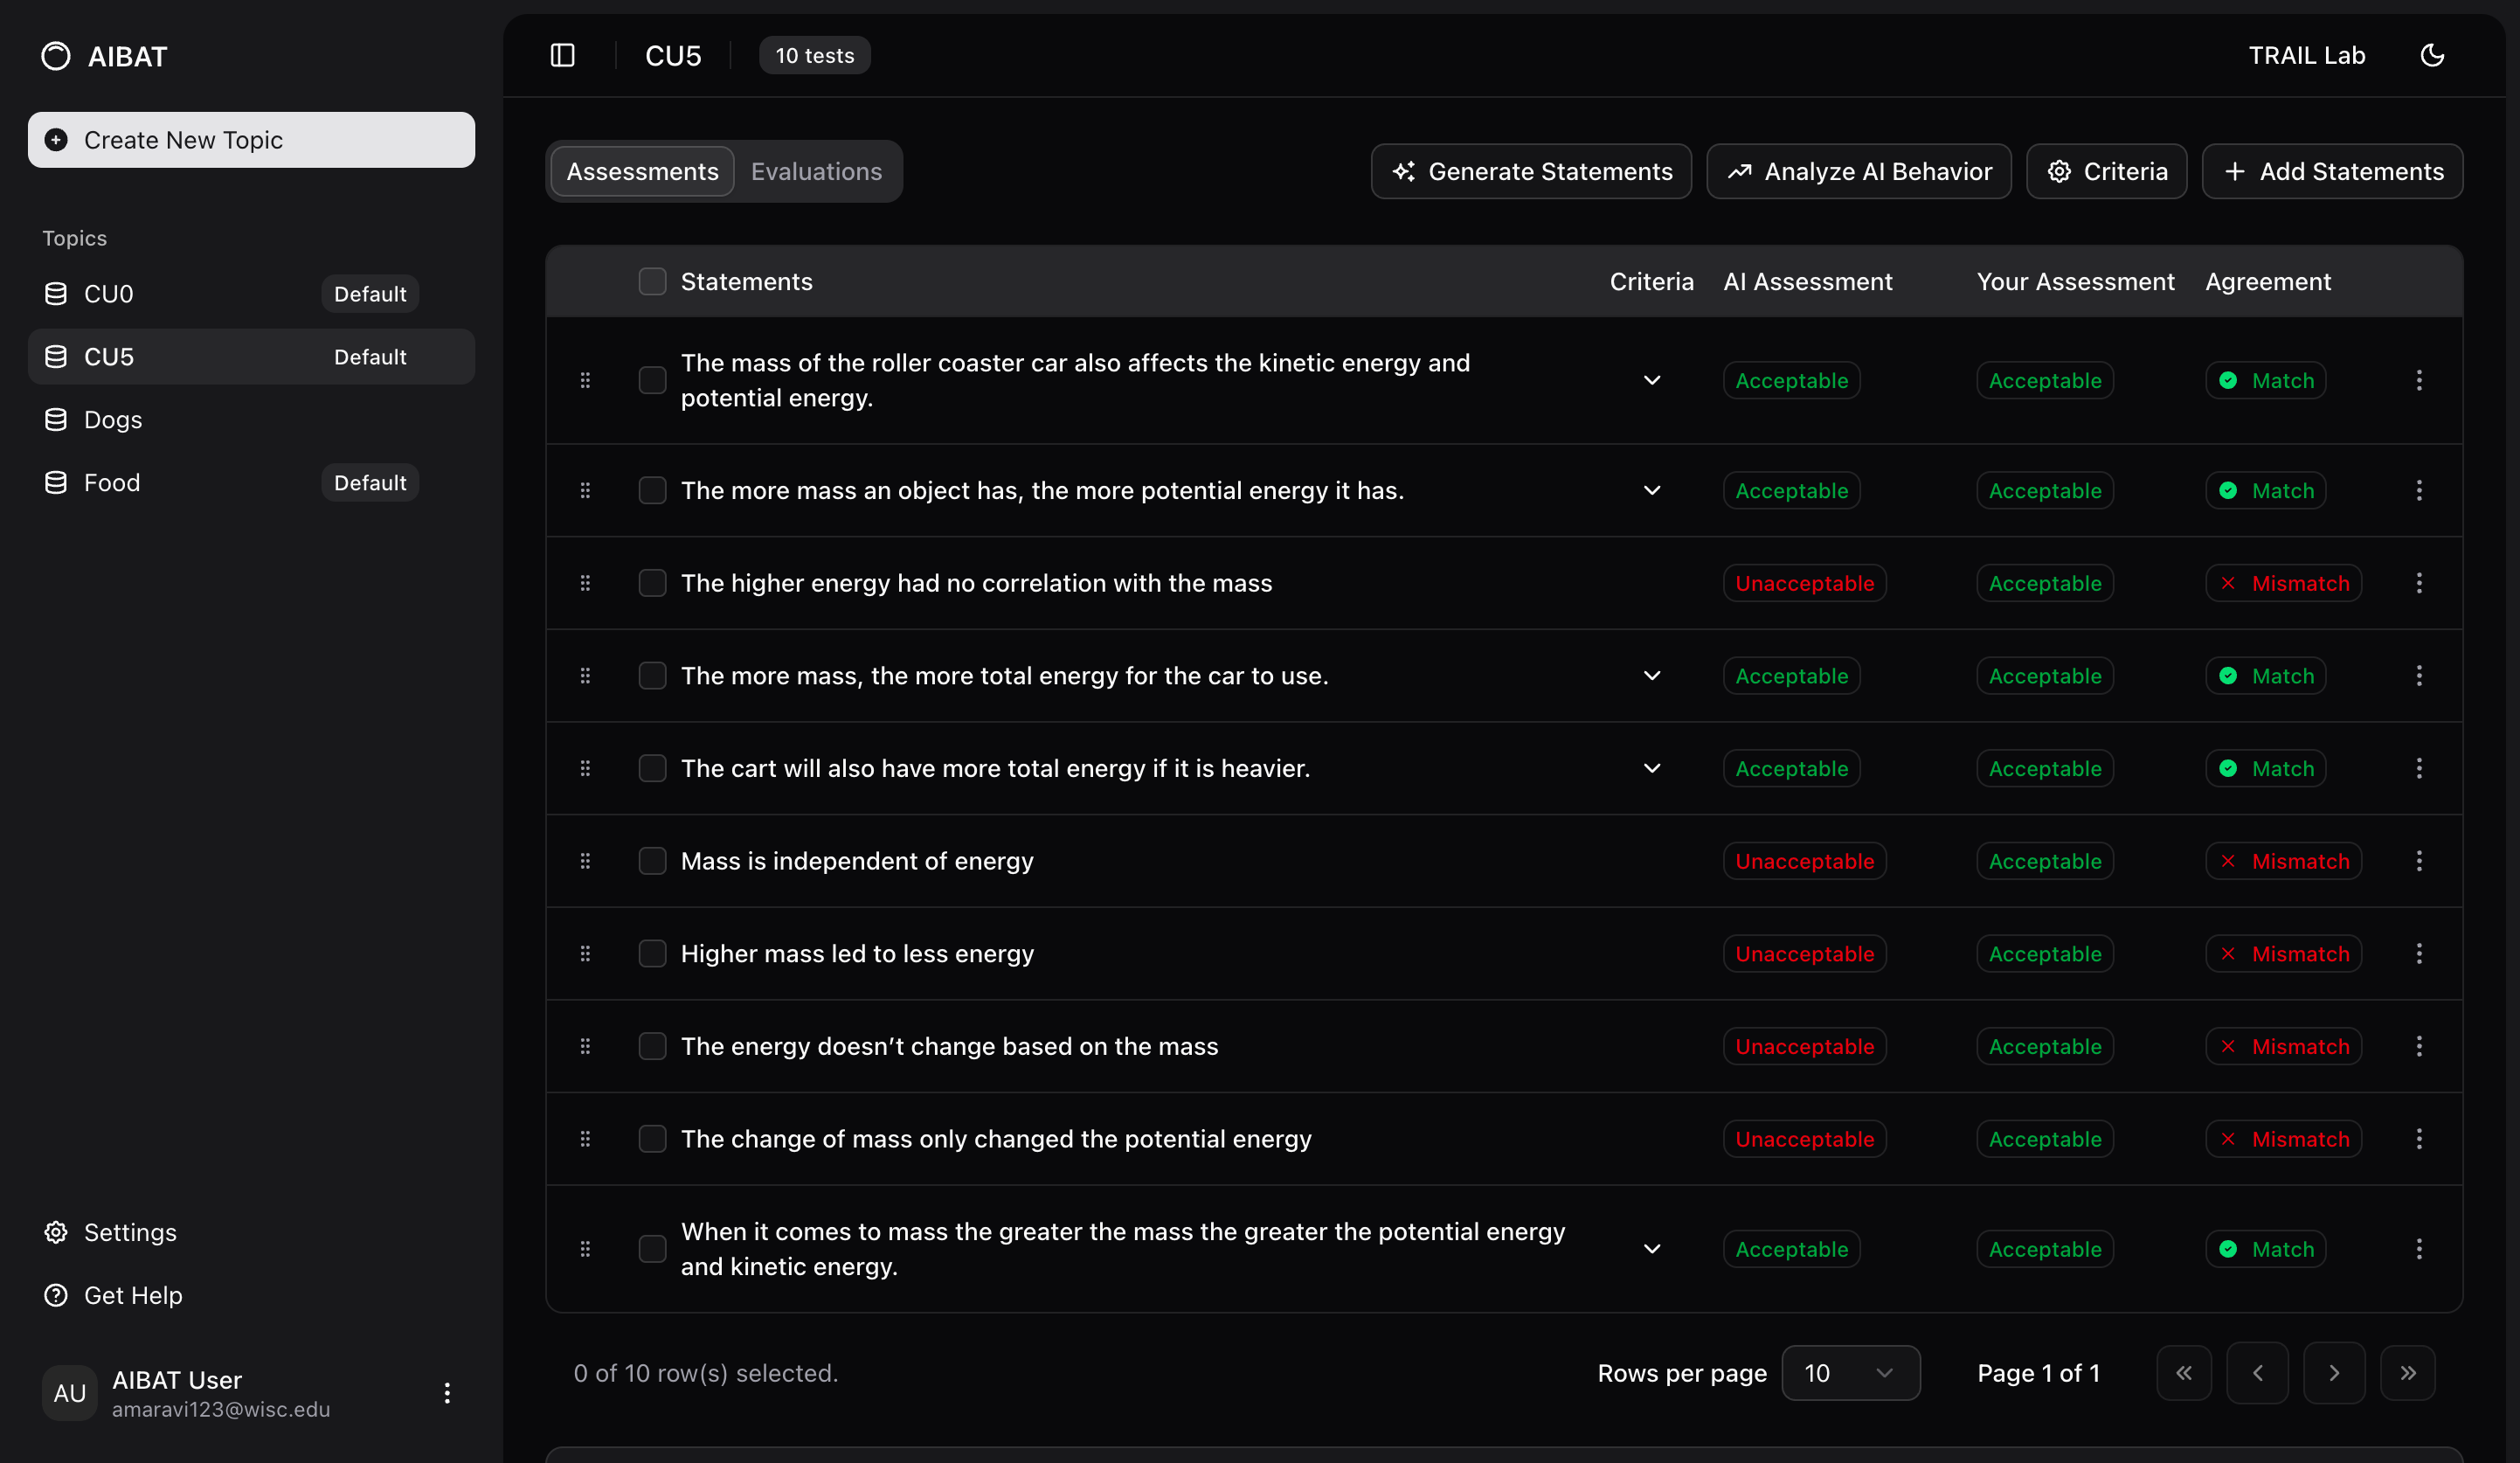 AIBAT
Create New Topic
Topics
CU0 Default
CU5 Default
Dogs
Food Default
Settings
Get Help
AU
AIBAT User
amaravi123@wisc.edu
CU5 10 tests TRAIL Lab
Assessments Evaluations Generate Statements Analyze AI Behavior Criteria Add Statements
Statements Criteria AI Assessment Your Assessment Agreement
The mass of the roller coaster car also affects the kinetic energy and
potential energy. Acceptable Acceptable Match
The more mass an object has, the more potential energy it has. Acceptable Acceptable Match
The higher energy had no correlation with the mass Unacceptable Acceptable Mismatch
The more mass, the more total energy for the car to use. Acceptable Acceptable Match
The cart will also have more total energy if it is heavier. Acceptable Acceptable Match
Mass is independent of energy Unacceptable Acceptable Mismatch
Higher mass led to less energy Unacceptable Acceptable Mismatch
The energy doesn’t change based on the mass Unacceptable Acceptable Mismatch
The change of mass only changed the potential energy Unacceptable Acceptable Mismatch
When it comes to mass the greater the mass the greater the potential energy
and kinetic energy. Acceptable Acceptable Match
0 of 10 row(s) selected. Rows per page 10 Page 1 of 1